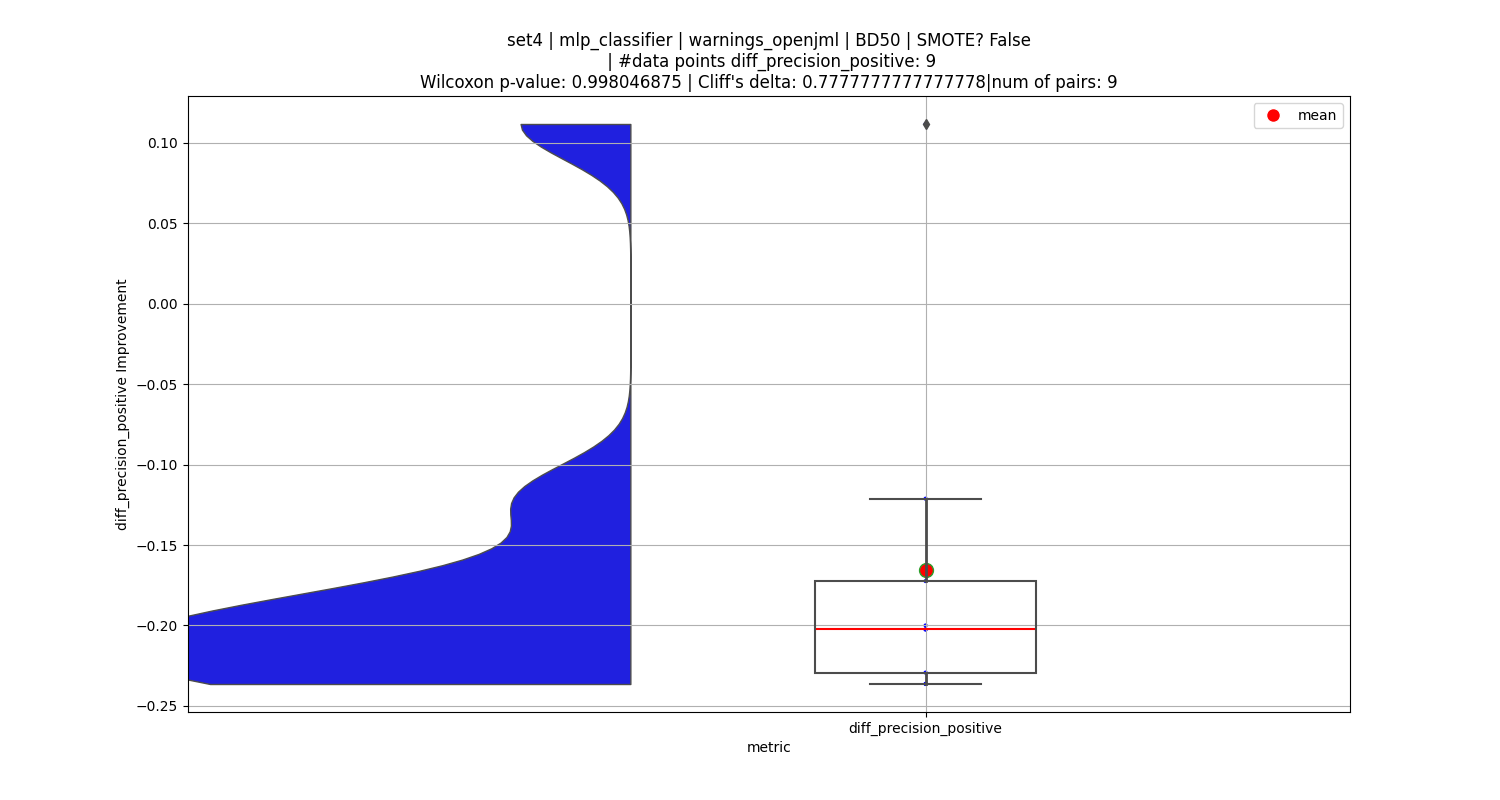 set4 | mlp_classifier | warnings_openjml | BD50 | SMOTE? False
| #data points diff_precision_positive: 9
Wilcoxon p-value: 0.998046875 | Cliff's delta: 0.7777777777777778|num of pairs: 9
mean
0.10
0.05
0.00
−0.05
−0.10
−0.15
−0.20
−0.25
diff_precision_positive Improvement
diff_precision_positive
metric